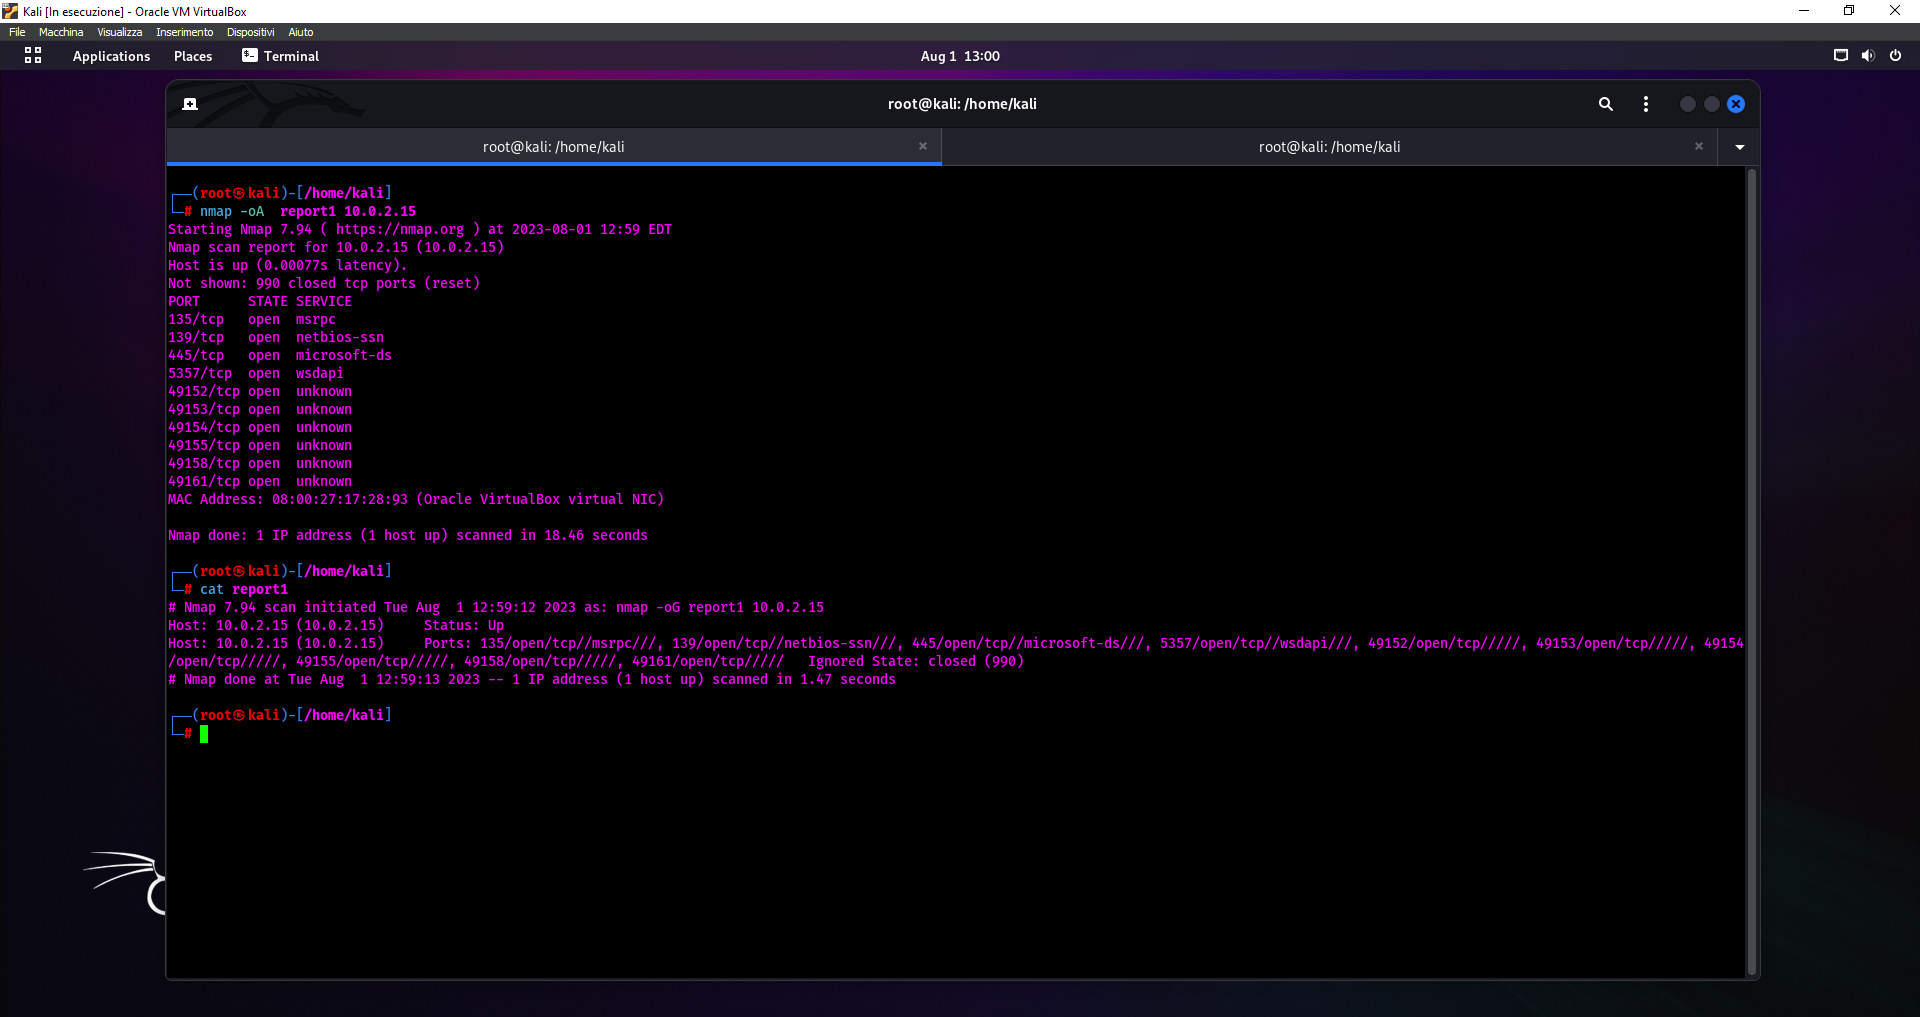 Kali [In esecuzione] - Oracle VM VirtualBox
File Macchina Visualizza Inserimento Dispositivi Aiuto
Applications Places Terminal Aug 1 13:00
root@kali: /home/kali
root@kali: /home/kali × root@kali: /home/kali ×
┌──(root㉿kali)-[/home/kali]
└─# nmap -oA  report1 10.0.2.15
Starting Nmap 7.94 ( https://nmap.org ) at 2023-08-01 12:59 EDT
Nmap scan report for 10.0.2.15 (10.0.2.15)
Host is up (0.00077s latency).
Not shown: 990 closed tcp ports (reset)
PORT      STATE SERVICE
135/tcp   open  msrpc
139/tcp   open  netbios-ssn
445/tcp   open  microsoft-ds
5357/tcp  open  wsdapi
49152/tcp open  unknown
49153/tcp open  unknown
49154/tcp open  unknown
49155/tcp open  unknown
49158/tcp open  unknown
49161/tcp open  unknown
MAC Address: 08:00:27:17:28:93 (Oracle VirtualBox virtual NIC)
Nmap done: 1 IP address (1 host up) scanned in 18.46 seconds
┌──(root㉿kali)-[/home/kali]
└─# cat report1
# Nmap 7.94 scan initiated Tue Aug  1 12:59:12 2023 as: nmap -oG report1 10.0.2.15
Host: 10.0.2.15 (10.0.2.15)     Status: Up
Host: 10.0.2.15 (10.0.2.15)     Ports: 135/open/tcp//msrpc///, 139/open/tcp//netbios-ssn///, 445/open/tcp//microsoft-ds///, 5357/open/tcp//wsdapi///, 49152/open/tcp/////, 49153/open/tcp/////, 49154
/open/tcp/////, 49155/open/tcp/////, 49158/open/tcp/////, 49161/open/tcp/////   Ignored State: closed (990)
# Nmap done at Tue Aug  1 12:59:13 2023 -- 1 IP address (1 host up) scanned in 1.47 seconds
┌──(root㉿kali)-[/home/kali]
└─#